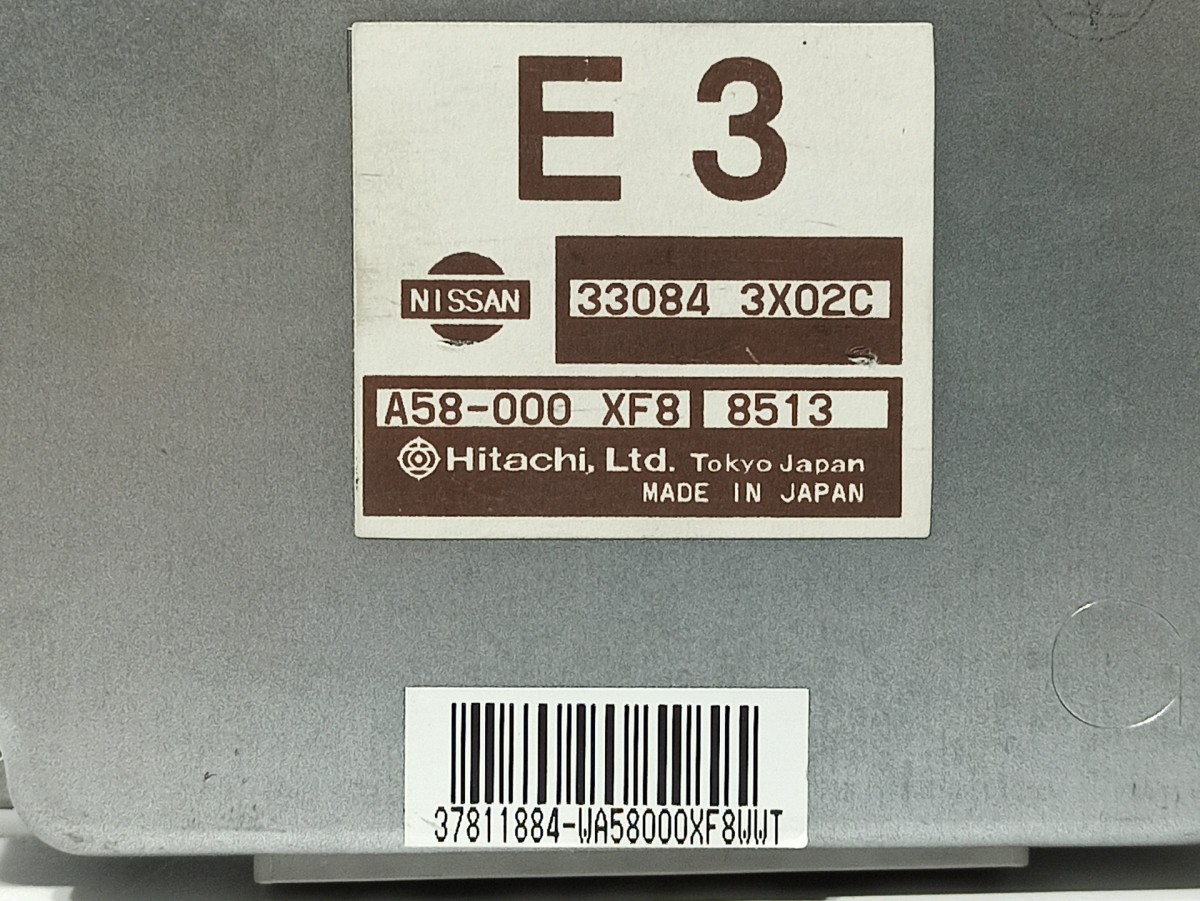 E 3
NISSAN
33084 3X02C
A58-000 XF8 8513
Hitachi, Ltd. Tokyo Japan
MADE IN JAPAN
37811884-WA58000XF8WWT